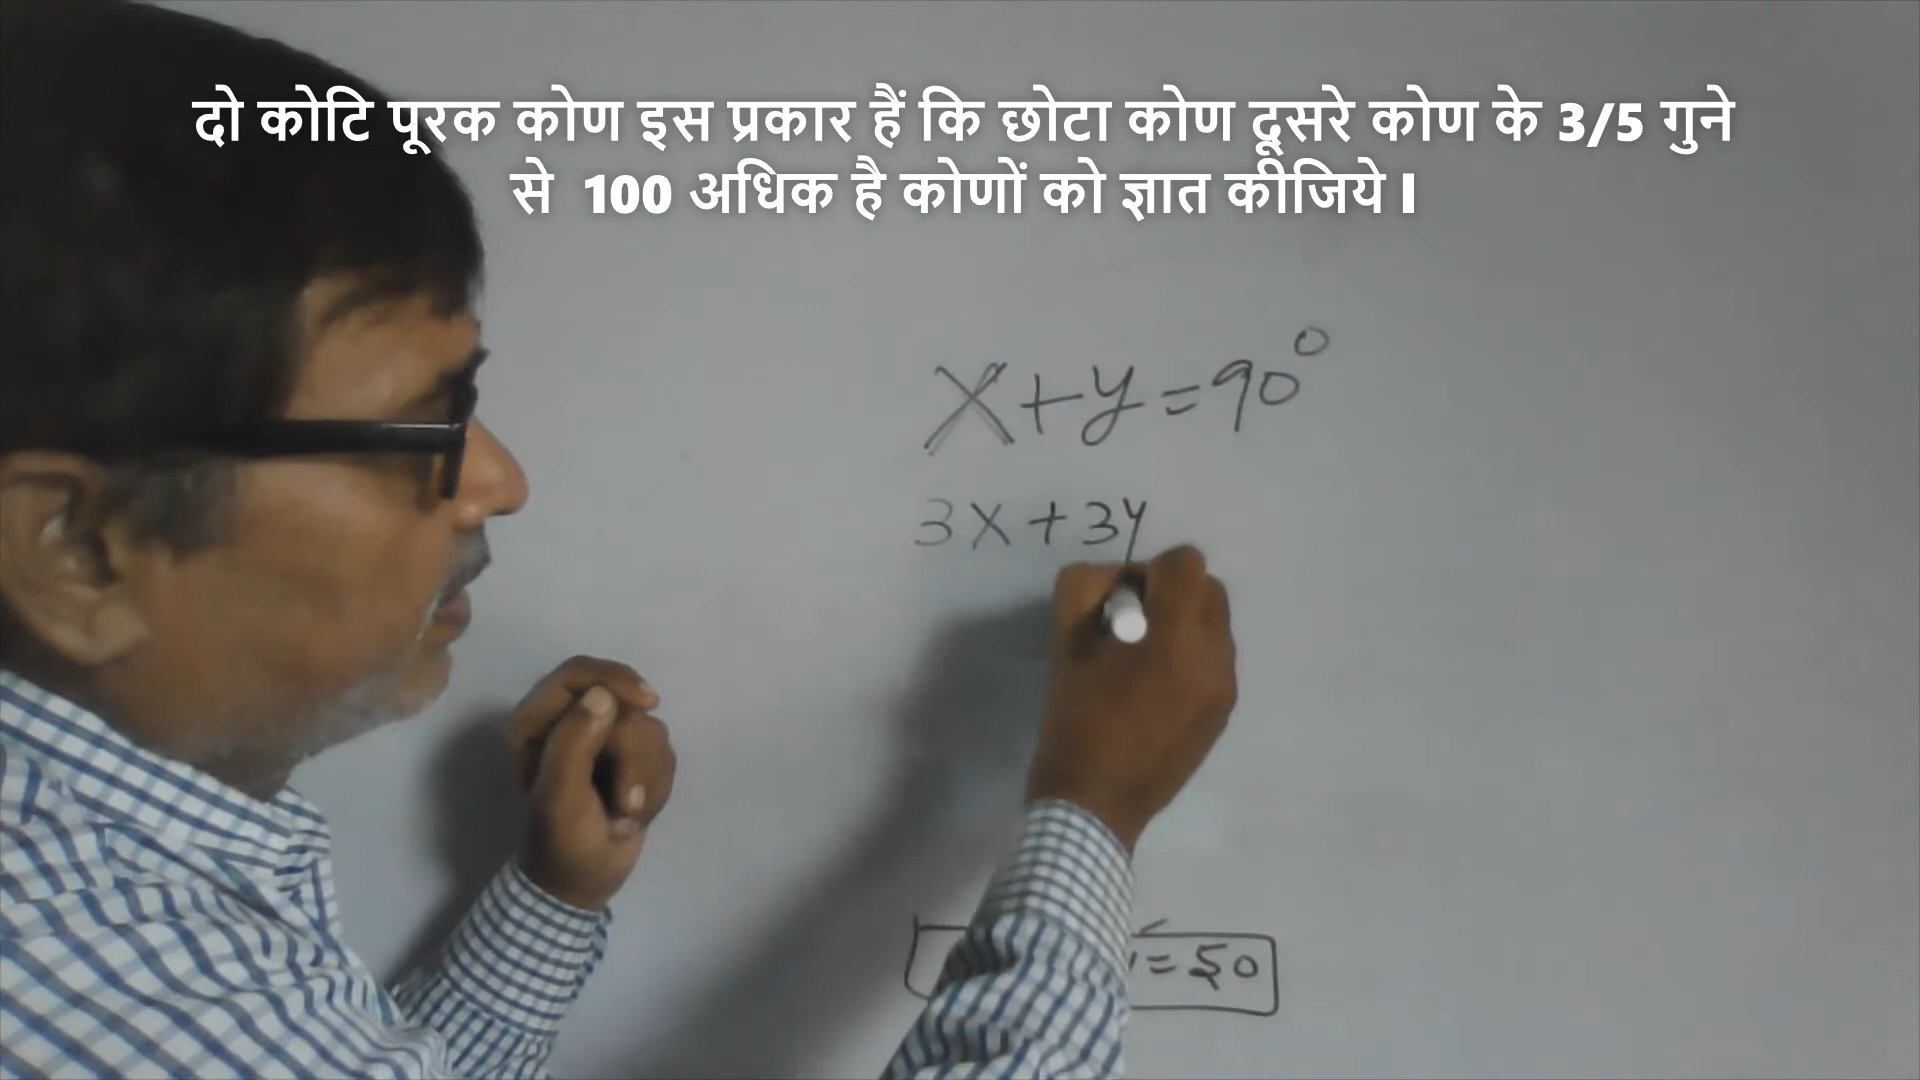 दो कोटि पूरक कोण इस प्रकार हैं कि छोटा कोण दूसरे कोण के 3/5 गुने
से 100 अधिक है कोणों को ज्ञात कीजिये l
X+y=90°
3X+3y
=50